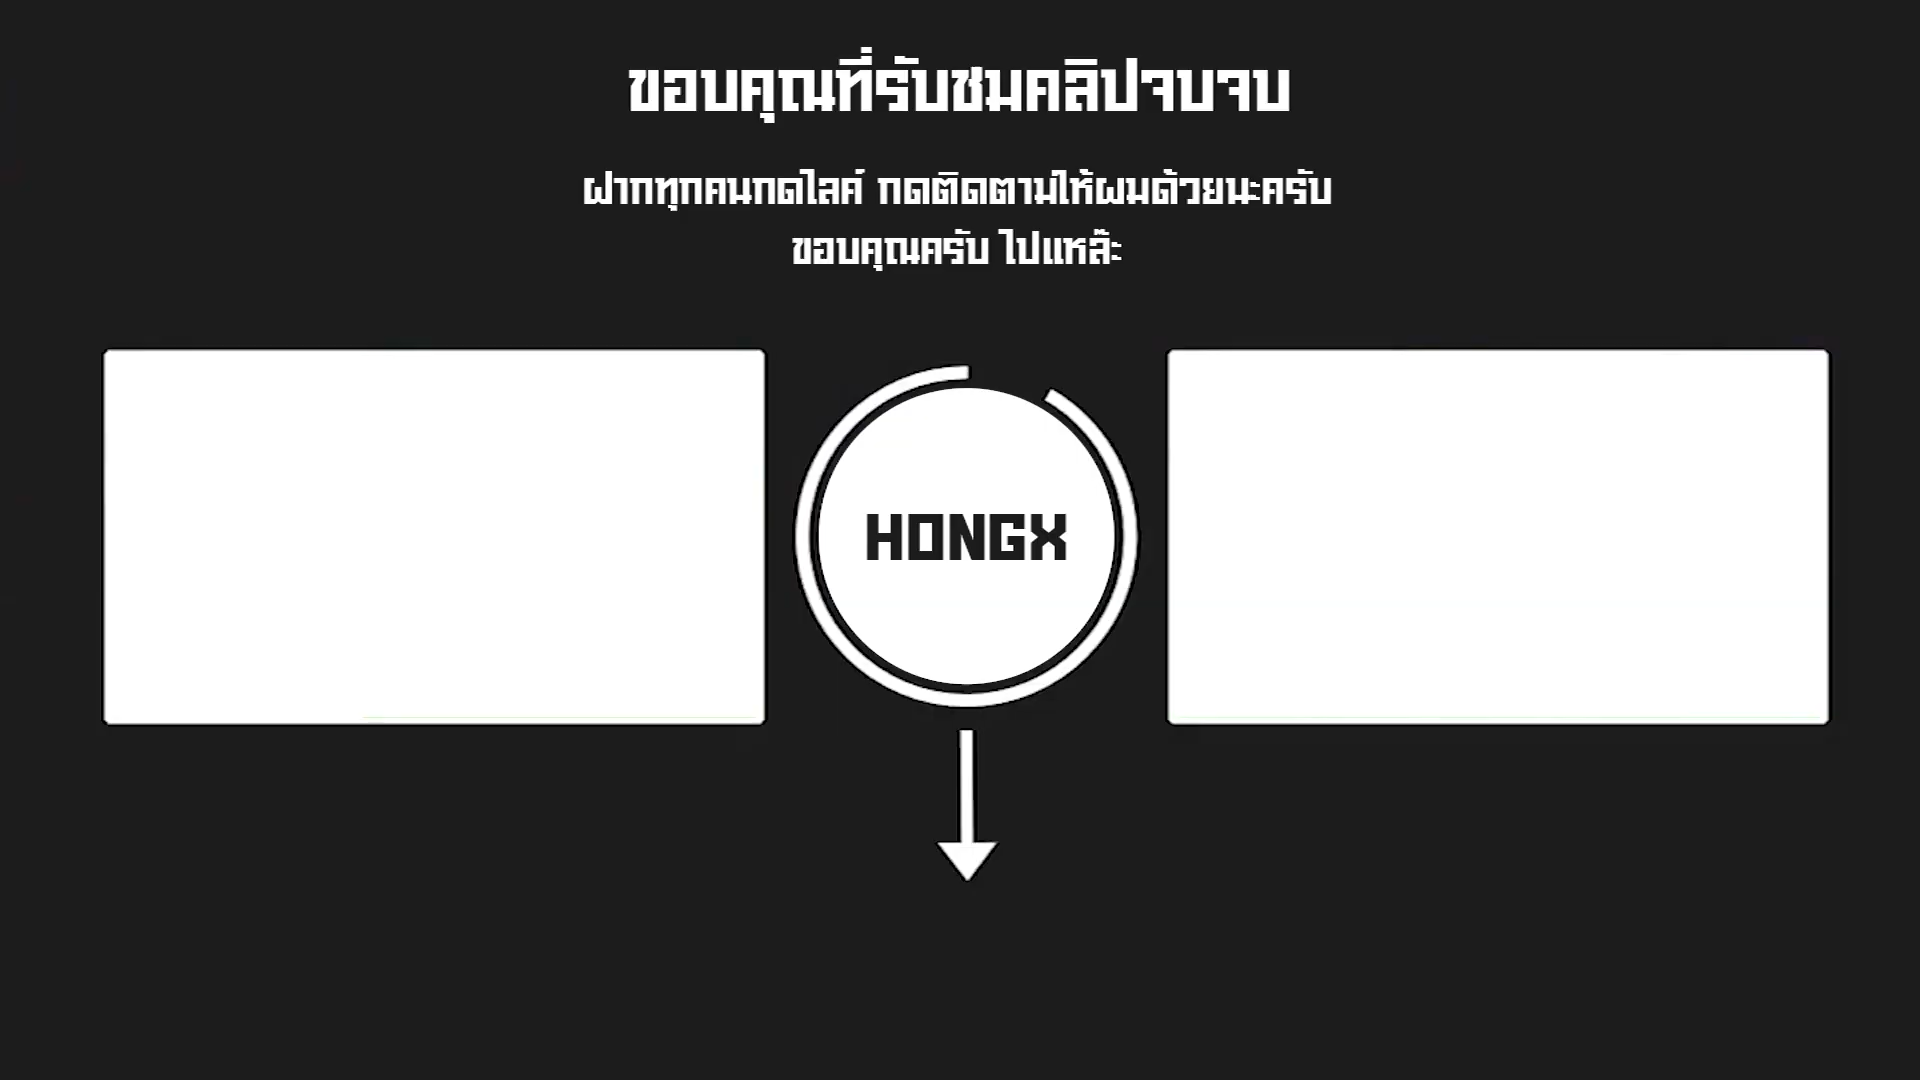 ขอบคุณที่รับชมคลิปจบจบ
ฝากทุกคนกดไลค์ กดติดตามให้ผมด้วยนะครับ
ขอบคุณครับ ไปแหล๊ะ
HONGX